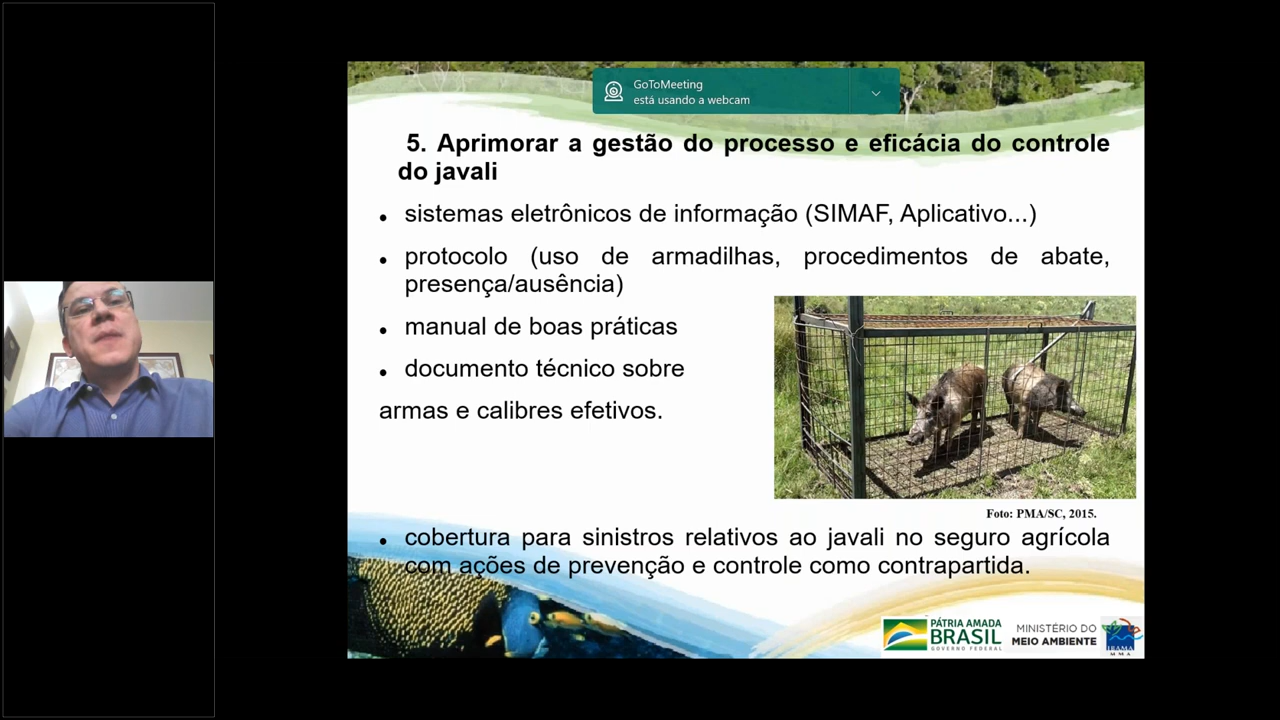 GoToMeeting
está usando a webcam
5. Aprimorar a gestão do processo e eficácia do controle
do javali
• sistemas eletrônicos de informação (SIMAF, Aplicativo...)
• protocolo (uso de armadilhas, procedimentos de abate,
presença/ausência)
• manual de boas práticas
• documento técnico sobre
armas e calibres efetivos.
Foto: PMA/SC, 2015.
• cobertura para sinistros relativos ao javali no seguro agrícola
com ações de prevenção e controle como contrapartida.
PÁTRIA AMADA
BRASIL
GOVERNO FEDERAL
MINISTÉRIO DO
MEIO AMBIENTE
IBAMA
MMA